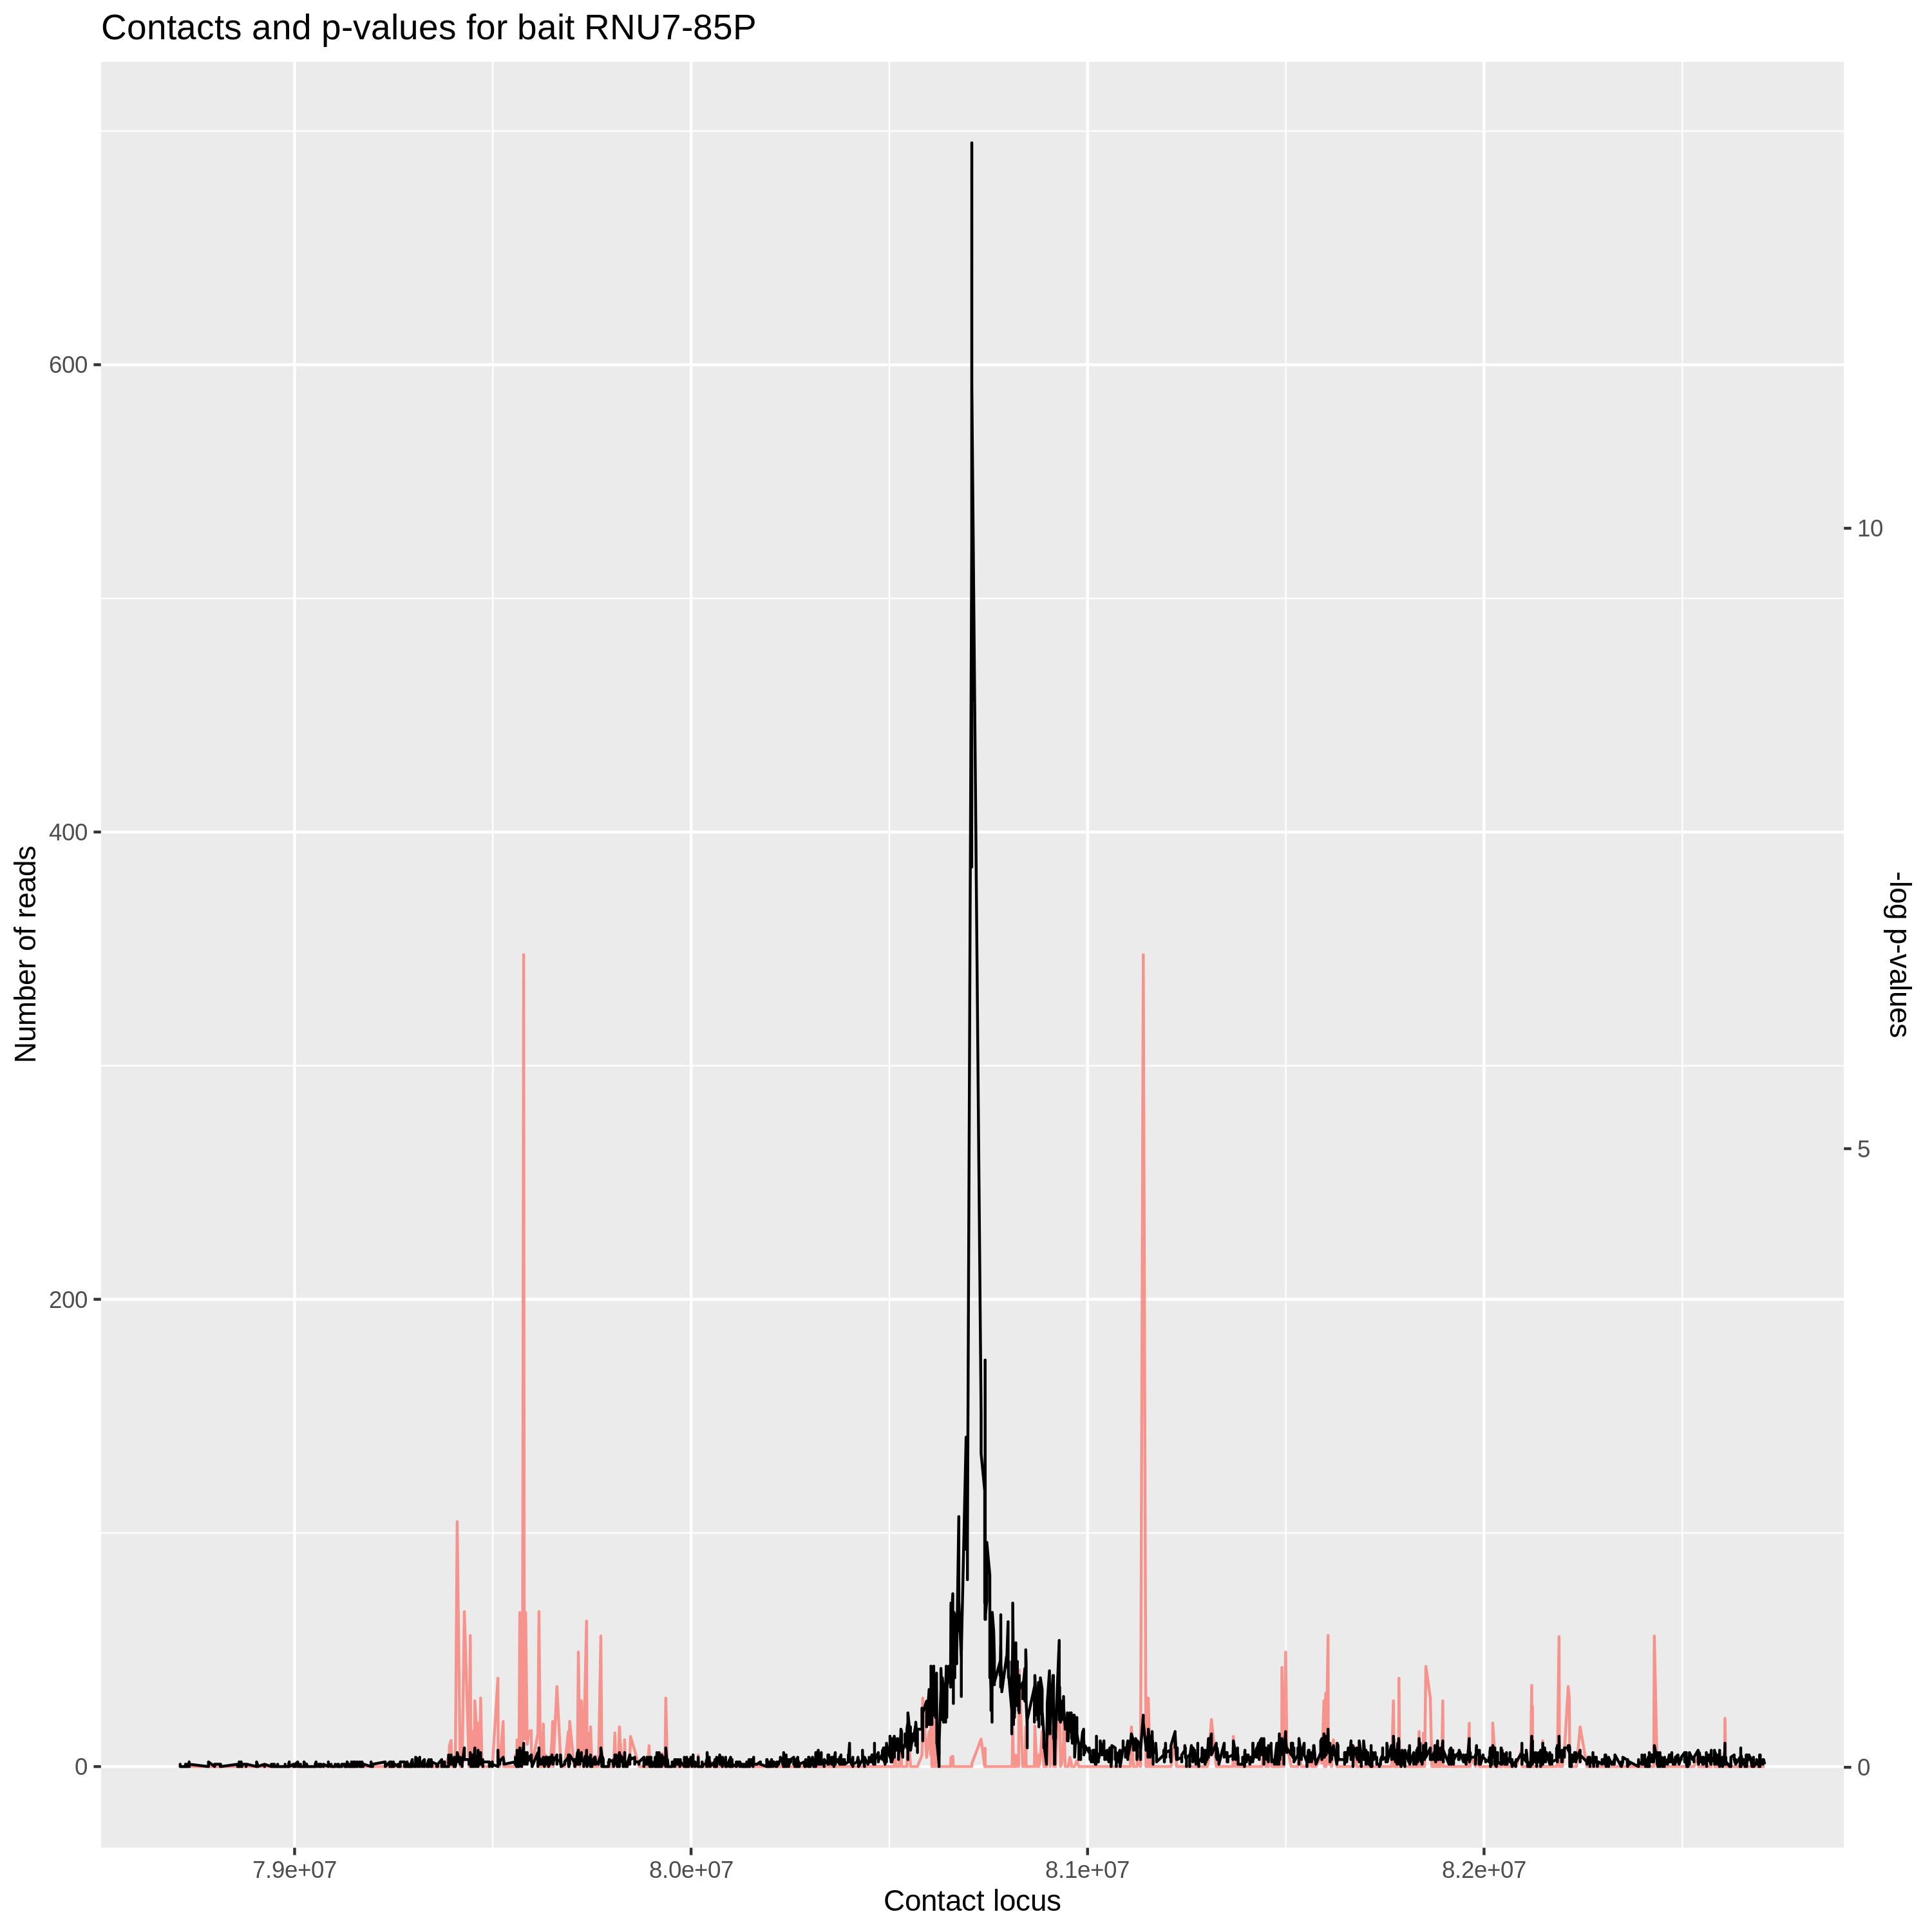 Contacts and p-values for bait RNU7-85P
Number of reads
600
400
200
0
10
5
0
-log p-values
7.9e+07 8.0e+07 8.1e+07 8.2e+07
Contact locus